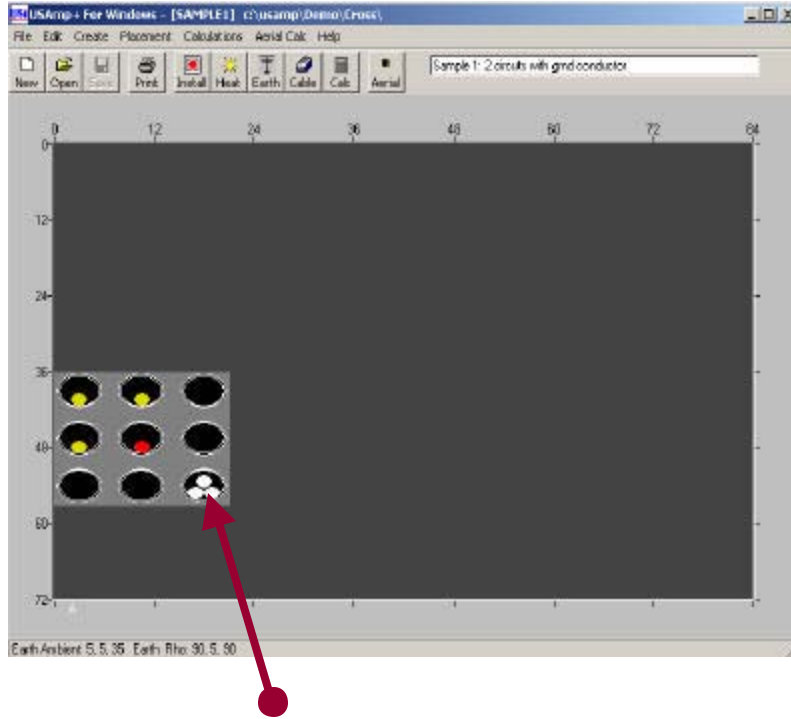 USAmp+ For Windows - [SAMPLE1] c:\usamp\Demo\Cross\
File Edit Create Placement Calculations Aerial Calc Help
New Open Save Print Install Heat Earth Cable Calc Aerial
Sample 1: 2 circuits with grnd conductor
0 12 24 36 48 60 72 84
0
12
24
36
48
60
72
Earth Ambient 5, 5, 35 Earth Rho: 90, 5, 90